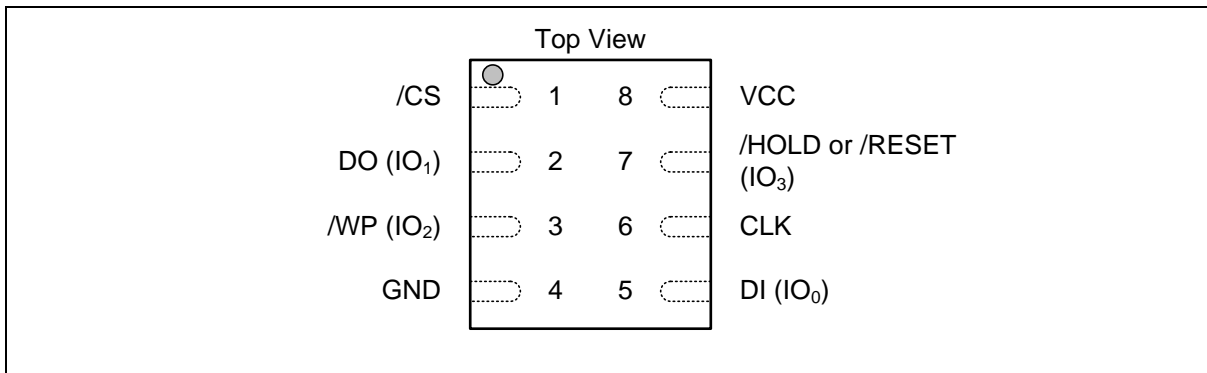 Top View
/CS 1 8 VCC
DO (IO₁) 2 7 /HOLD or /RESET
(IO₃)
/WP (IO₂) 3 6 CLK
GND 4 5 DI (IO₀)